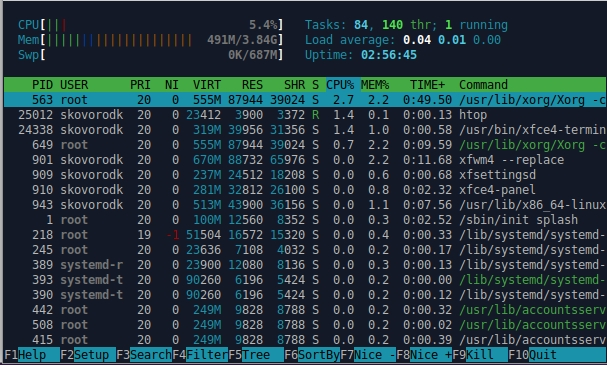 CPU[||| 5.4%] Tasks: 84, 140 thr; 1 running
Mem[||||||||||||||||||||| 491M/3.84G] Load average: 0.04 0.01 0.00
Swp[ 0K/687M] Uptime: 02:56:45
PID USER PRI NI VIRT RES SHR S CPU% MEM% TIME+ Command
563 root 20 0 555M 87944 39024 S 2.7 2.2 0:49.50 /usr/lib/xorg/Xorg -c
25012 skovorodk 20 0 23412 3900 3372 R 1.4 0.1 0:00.13 htop
24338 skovorodk 20 0 319M 39956 31356 S 1.4 1.0 0:00.58 /usr/bin/xfce4-termin
649 root 20 0 555M 87944 39024 S 0.7 2.2 0:09.59 /usr/lib/xorg/Xorg -c
901 skovorodk 20 0 670M 88732 65976 S 0.0 2.2 0:11.68 xfwm4 --replace
909 skovorodk 20 0 237M 24512 18208 S 0.0 0.6 0:00.68 xfsettingsd
910 skovorodk 20 0 281M 32812 26100 S 0.0 0.8 0:02.32 xfce4-panel
943 skovorodk 20 0 513M 43900 36156 S 0.0 1.1 0:07.56 /usr/lib/x86_64-linux
1 root 20 0 100M 12560 8352 S 0.0 0.3 0:02.52 /sbin/init splash
218 root 19 -1 51504 16572 15320 S 0.0 0.4 0:00.33 /lib/systemd/systemd-
245 root 20 0 23636 7108 4032 S 0.0 0.2 0:00.17 /lib/systemd/systemd-
389 systemd-r 20 0 23900 12080 8136 S 0.0 0.3 0:00.13 /lib/systemd/systemd-
393 systemd-t 20 0 90260 6196 5424 S 0.0 0.2 0:00.00 /lib/systemd/systemd-
390 systemd-t 20 0 90260 6196 5424 S 0.0 0.2 0:00.12 /lib/systemd/systemd-
442 root 20 0 249M 9828 8788 S 0.0 0.2 0:00.32 /usr/lib/accountsserv
508 root 20 0 249M 9828 8788 S 0.0 0.2 0:00.02 /usr/lib/accountsserv
415 root 20 0 249M 9828 8788 S 0.0 0.2 0:00.39 /usr/lib/accountsserv
F1Help F2Setup F3SearchF4FilterF5Tree F6SortByF7Nice -F8Nice +F9Kill F10Quit